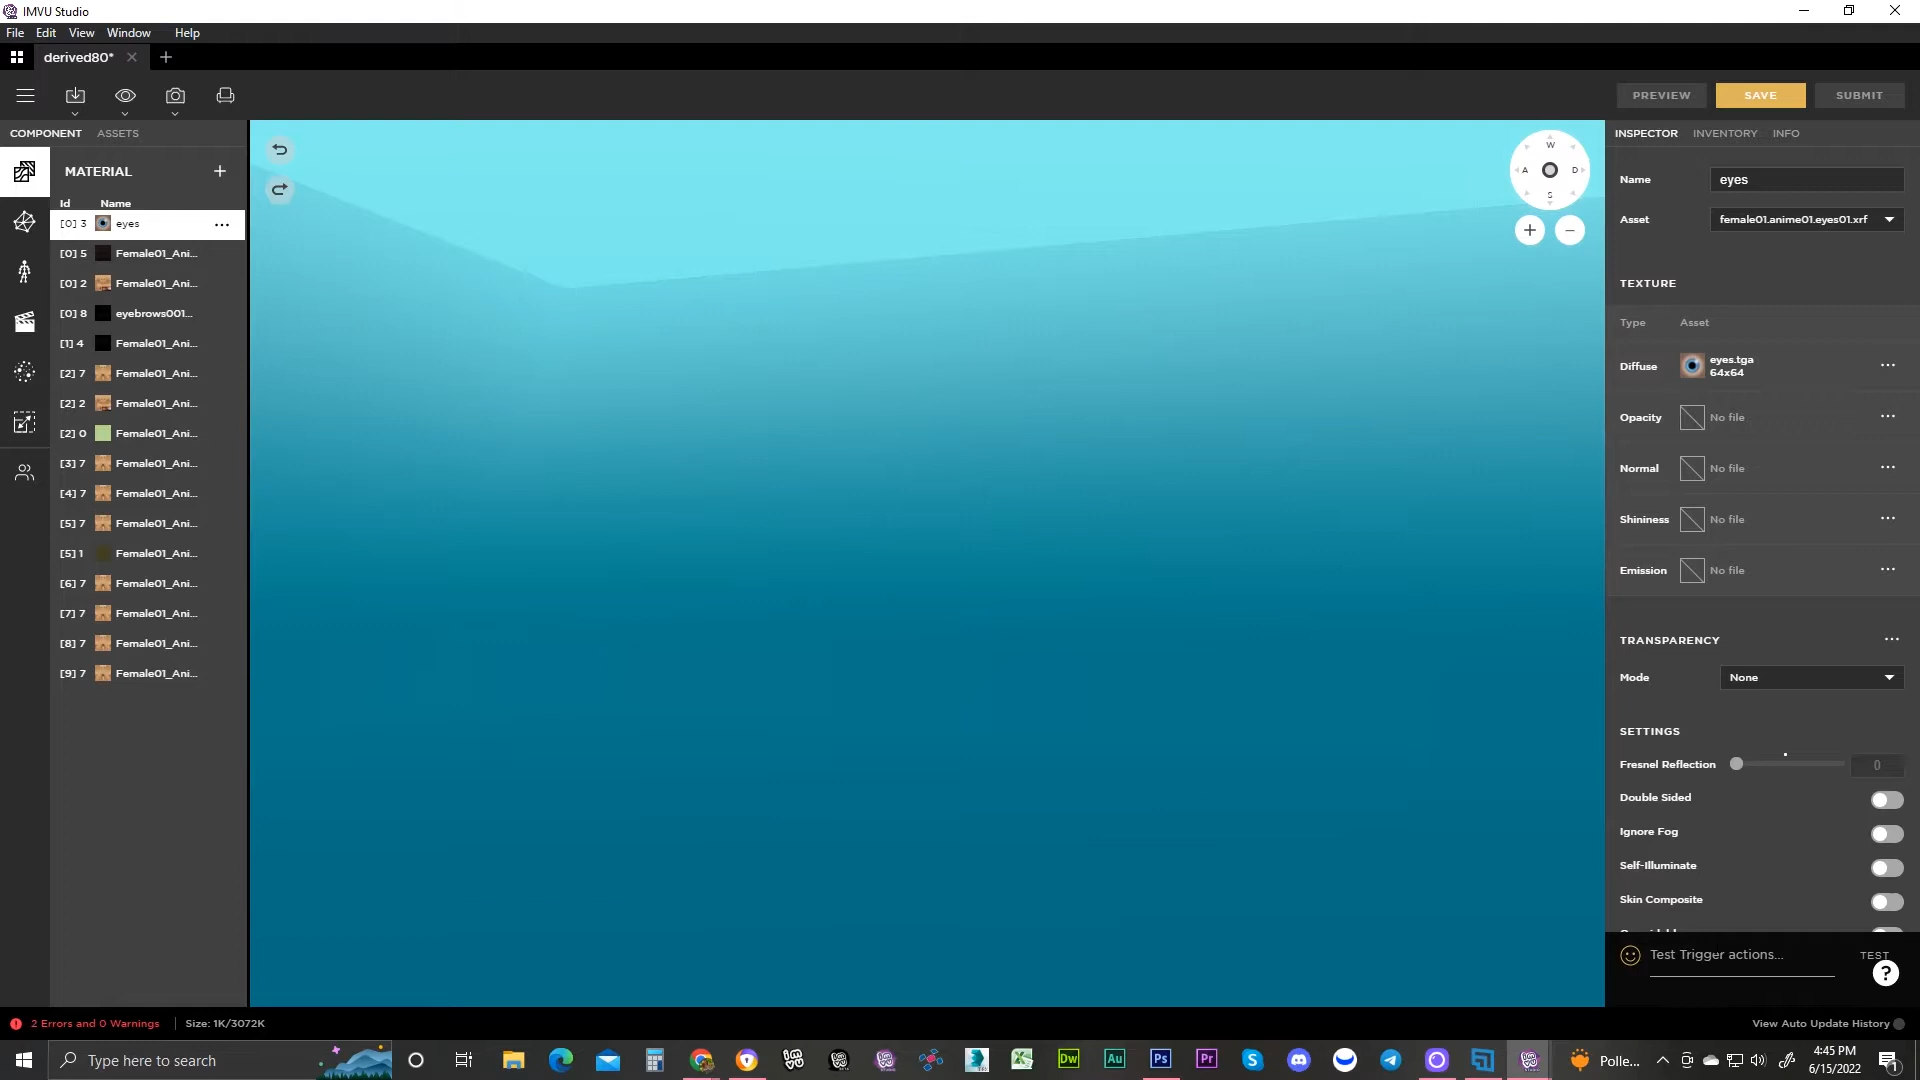 IMVU Studio
File Edit View Window Help
derived80*
PREVIEW SAVE SUBMIT
COMPONENT ASSETS
MATERIAL
Id Name
[0] 3 eyes
[0] 5 Female01_Ani...
[0] 2 Female01_Ani...
[0] 8 eyebrows001...
[1] 4 Female01_Ani...
[2] 7 Female01_Ani...
[2] 2 Female01_Ani...
[2] 0 Female01_Ani...
[3] 7 Female01_Ani...
[4] 7 Female01_Ani...
[5] 7 Female01_Ani...
[5] 1 Female01_Ani...
[6] 7 Female01_Ani...
[7] 7 Female01_Ani...
[8] 7 Female01_Ani...
[9] 7 Female01_Ani...
W
A D
S
INSPECTOR INVENTORY INFO
Name eyes
Asset female01.anime01.eyes01.xrf
TEXTURE
Type Asset
Diffuse eyes.tga
64x64
Opacity No file
Normal No file
Shininess No file
Emission No file
TRANSPARENCY
Mode None
SETTINGS
Fresnel Reflection 0
Double Sided
Ignore Fog
Self-Illuminate
Skin Composite
Test Trigger actions... TEST
?
2 Errors and 0 Warnings Size: 1K/3072K
View Auto Update History
Type here to search
Dw Au Ps Pr
Polle...
4:45 PM
6/15/2022
1